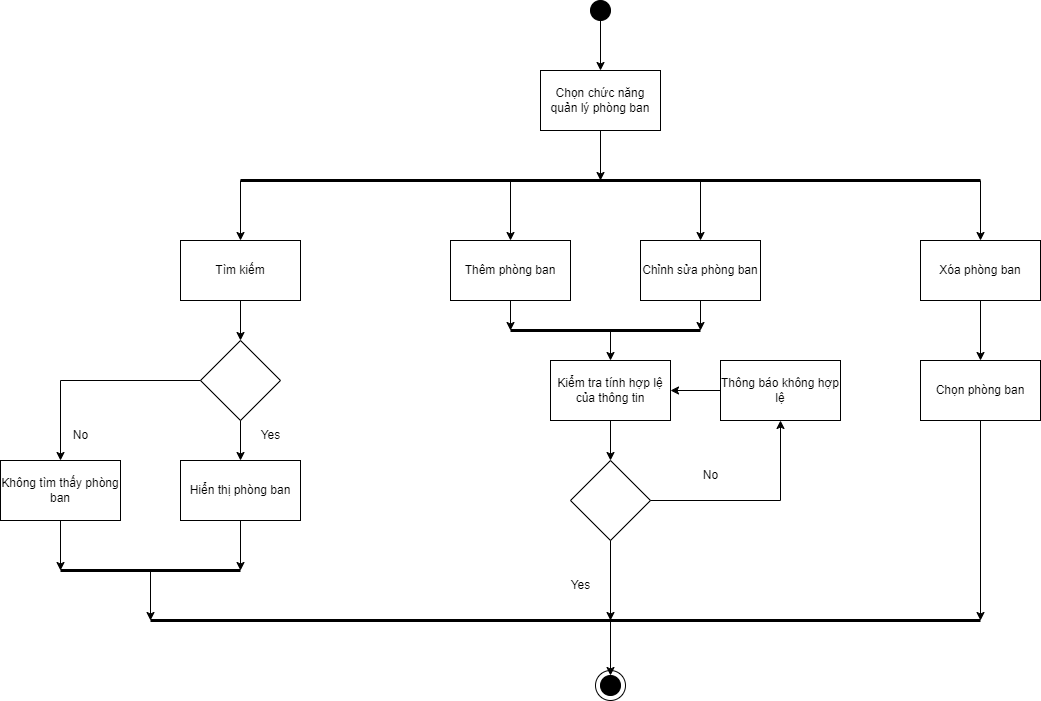 Chọn chức năng
quản lý phòng ban
Tìm kiếm
Thêm phòng ban
Chỉnh sửa phòng ban
Xóa phòng ban
Kiểm tra tính hợp lệ
của thông tin
Thông báo không hợp
lệ
Chọn phòng ban
No
Yes
Không tìm thấy phòng
ban
Hiển thị phòng ban
No
Yes